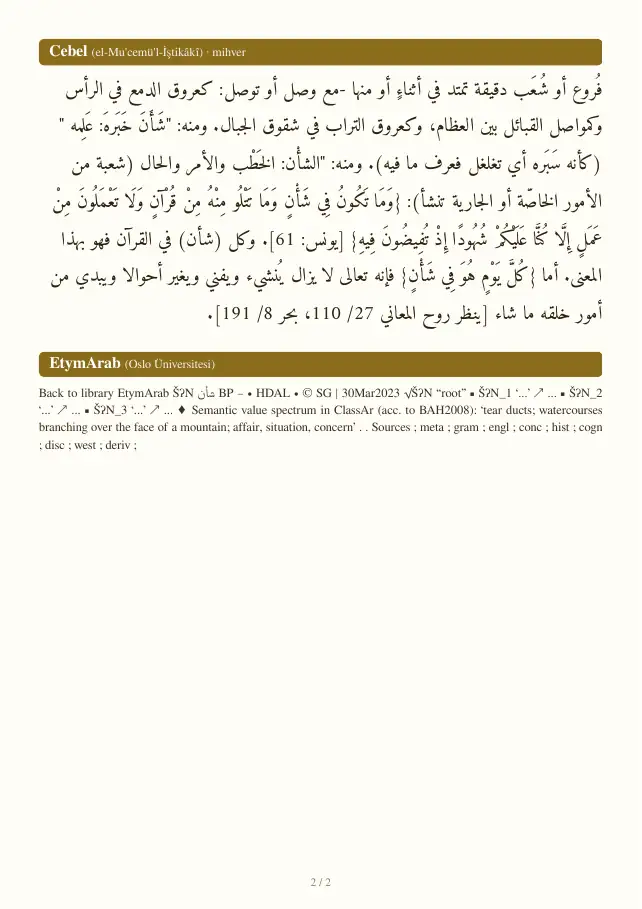 Cebel (el-Mu'cemü'l-İştikâkî) · mihver
فُروع أو شُعَب دقيقة تمتد في أثناءٍ أو منها -مع وصل أو توصل: كعروق الدمع في الرأس
وكمواصل القبائل بين العظام، وكعروق التراب في شقوق الجبال. ومنه: "شَأَنَ خَبَرَهَ: عَلِمه "
(كأنه سَبَره أي تغلغل فعرف ما فيه). ومنه: "الشأْن: الخَطْب والأمر والحال (شعبة من
الأمور الخاصّة أو الجارية تنشأ): {وَمَا تَكُونُ فِي شَأْنٍ وَمَا تَتْلُو مِنْهُ مِنْ قُرْآنٍ وَلَا تَعْمَلُونَ مِنْ
عَمَلٍ إِلَّا كُنَّا عَلَيْكُمْ شُهُودًا إِذْ تُفِيضُونَ فِيهِ} [يونس: 61]. وكل (شأن) في القرآن فهو بهذا
المعنى. أما {كُلَّ يَوْمٍ هُوَ فِي شَأْنٍ} فإنه تعالى لا يزال يُنشيء ويفني ويغير أحوالا ويبدي من
أمور خلقه ما شاء [ينظر روح المعاني 27/ 110، بحر 8/ 191].
EtymArab (Oslo Üniversitesi)
Back to library EtymArab ŠʔN شأن BP – • HDAL • © SG | 30Mar2023 √ŠʔN “root” ▪ ŠʔN_1 ‘...’ ↗ ... ▪ ŠʔN_2
‘...’ ↗ ... ▪ ŠʔN_3 ‘...’ ↗ ... ♦ Semantic value spectrum in ClassAr (acc. to BAH2008): ‘tear ducts; watercourses
branching over the face of a mountain; affair, situation, concern’ . . Sources ; meta ; gram ; engl ; conc ; hist ; cogn
; disc ; west ; deriv ;
2 / 2